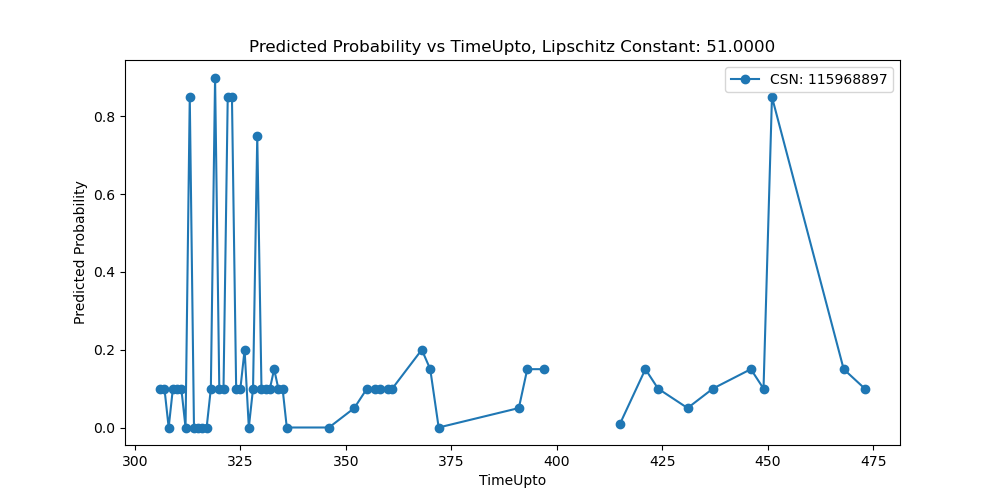 Predicted Probability vs TimeUpto, Lipschitz Constant: 51.0000
CSN: 115968897
Predicted Probability
0.8
0.6
0.4
0.2
0.0
300 325 350 375 400 425 450 475
TimeUpto